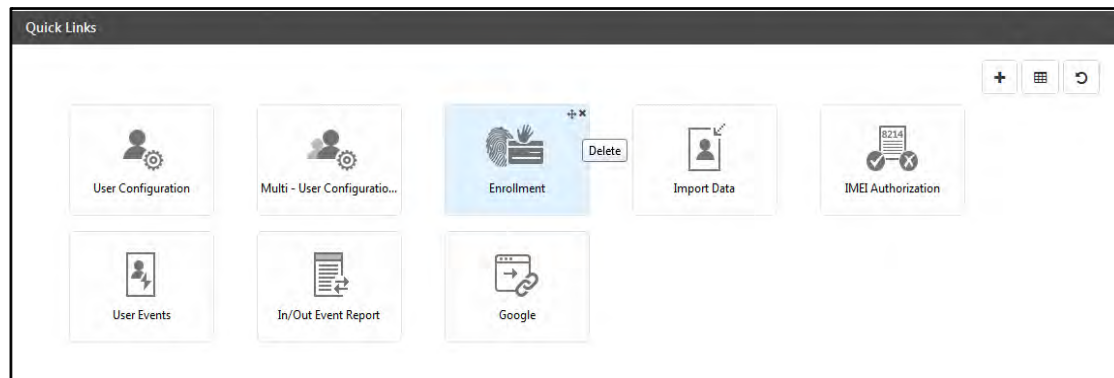 Quick Links
Delete
User Configuration
Multi - User Configuratio...
Enrollment
Import Data
8214
IMEI Authorization
User Events
In/Out Event Report
Google